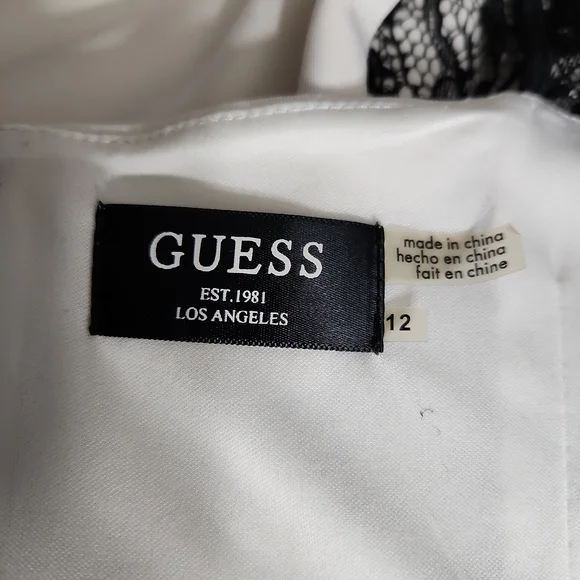 GUESS
EST.1981
LOS ANGELES
made in china
hecho en china
fait en chine
12